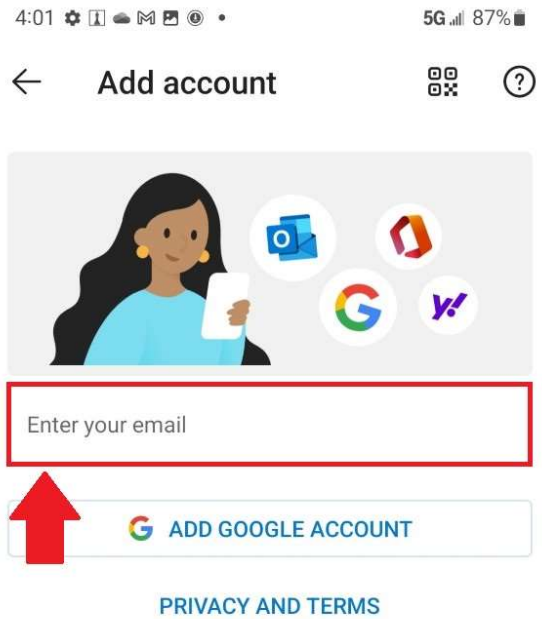 4:01 5G 87%
Add account
Enter your email
ADD GOOGLE ACCOUNT
PRIVACY AND TERMS